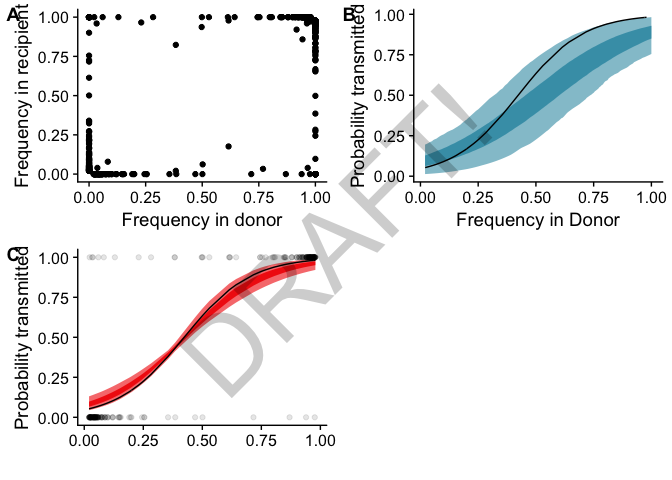 A
Frequency in recipient
1.00
0.75
0.50
0.25
0.00
0.00 0.25 0.50 0.75 1.00
Frequency in donor
B
Probability transmitted
1.00
0.75
0.50
0.25
0.00
0.00 0.25 0.50 0.75 1.00
Frequency in Donor
C
Probability transmitted
1.00
0.75
0.50
0.25
0.00
0.00 0.25 0.50 0.75 1.00
DRAFT!